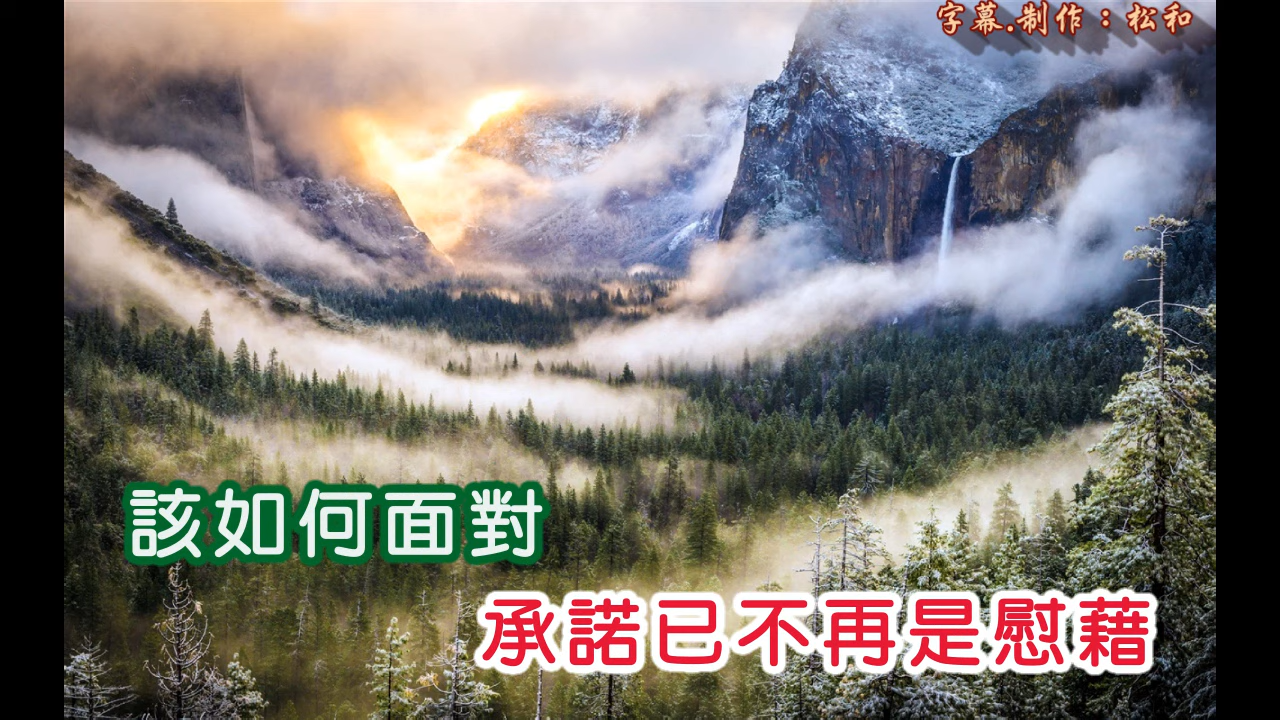 字幕.制作：松和
該如何面對
承諾已不再是慰藉